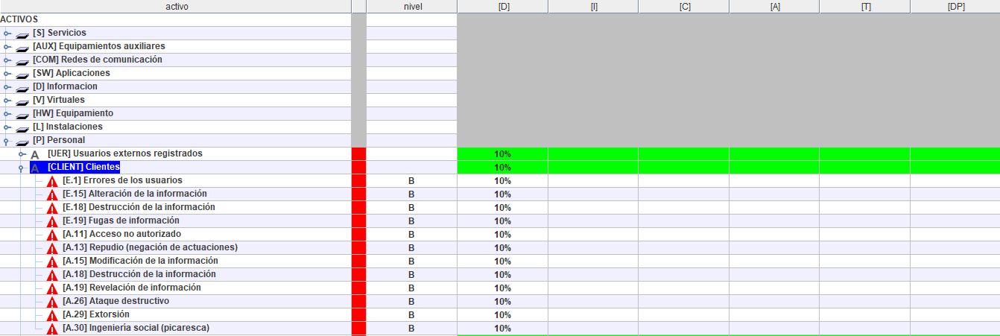 activo nivel [D] [I] [C] [A] [T] [DP]
ACTIVOS
[S] Servicios
[AUX] Equipamientos auxiliares
[COM] Redes de comunicación
[SW] Aplicaciones
[D] Informacion
[V] Virtuales
[HW] Equipamiento
[L] Instalaciones
[P] Personal
A [UER] Usuarios externos registrados 10%
A [CLIENT] Clientes 10%
[E.1] Errores de los usuarios B 10%
[E.15] Alteración de la información B 10%
[E.18] Destrucción de la información B 10%
[E.19] Fugas de información B 10%
[A.11] Acceso no autorizado B 10%
[A.13] Repudio (negación de actuaciones) B 10%
[A.15] Modificación de la información B 10%
[A.18] Destrucción de la información B 10%
[A.19] Revelación de información B 10%
[A.26] Ataque destructivo B 10%
[A.29] Extorsión B 10%
[A.30] Ingeniería social (picaresca) B 10%